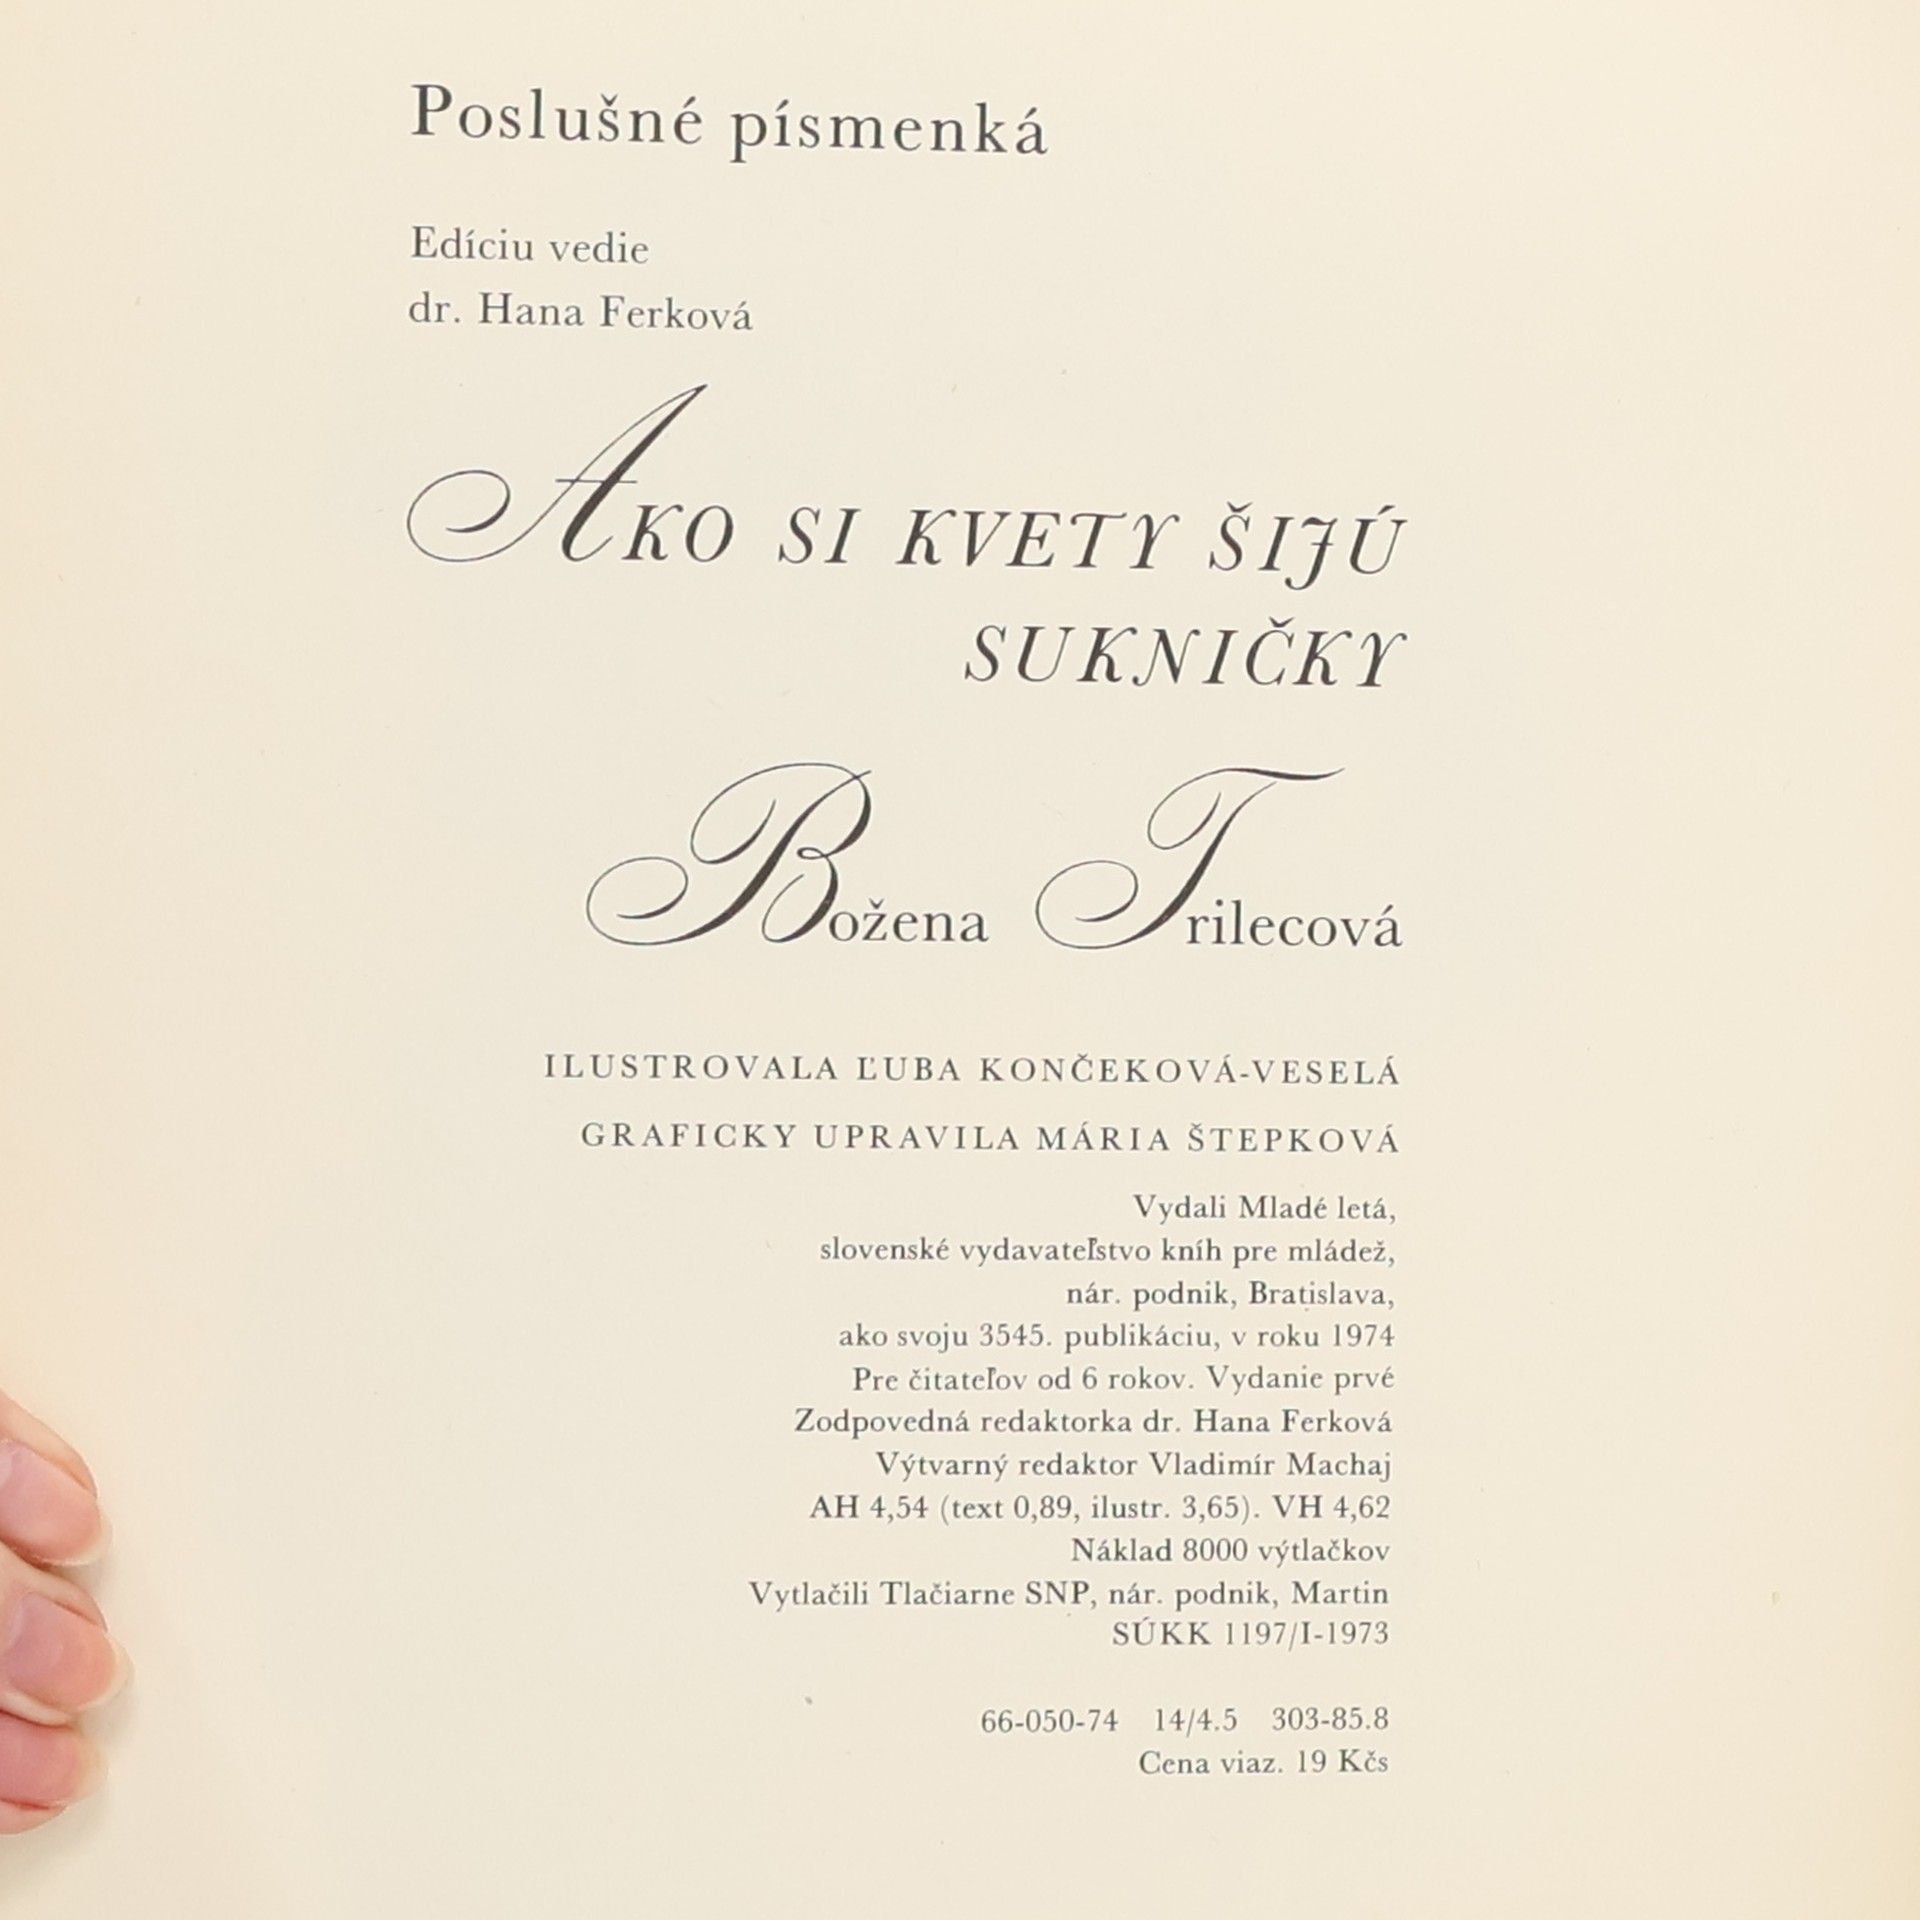 Poslušné písmenká
Edíciu vedie
dr. Hana Ferková
AKO SI KVETY ŠIJÚ
SUKNIČKY
Božena Trilecová
ILUSTROVALA ĽUBA KONČEKOVÁ-VESELÁ
GRAFICKY UPRAVILA MÁRIA ŠTEPKOVÁ
Vydali Mladé letá,
slovenské vydavateľstvo kníh pre mládež,
nár. podnik, Bratislava,
ako svoju 3545. publikáciu, v roku 1974
Pre čitateľov od 6 rokov. Vydanie prvé
Zodpovedná redaktorka dr. Hana Ferková
Výtvarný redaktor Vladimír Machaj
AH 4,54 (text 0,89, ilustr. 3,65). VH 4,62
Náklad 8000 výtlačkov
Vytlačili Tlačiarne SNP, nár. podnik, Martin
SÚKK 1197/I-1973
66-050-74 14/4.5 303-85.8
Cena viaz. 19 Kčs